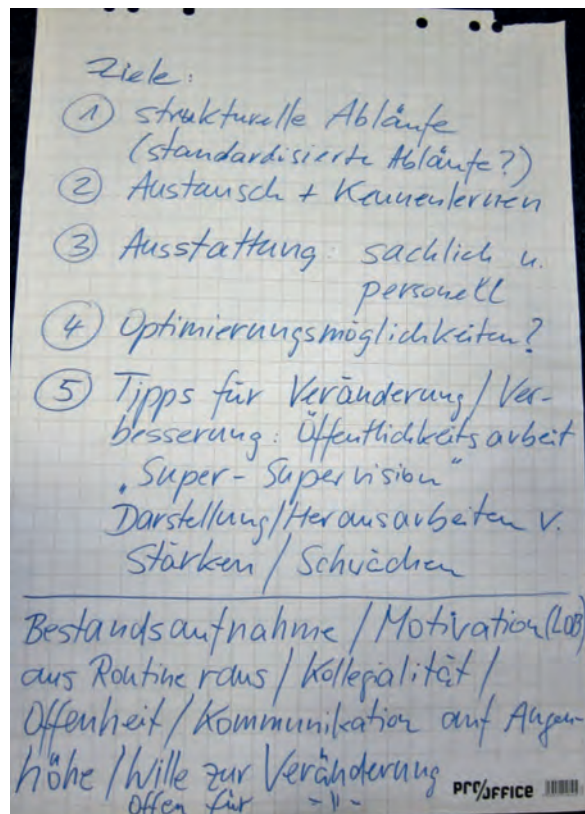 Ziele:
① strukturelle Abläufe
(standardisierte Abläufe?)
② Austausch + Kennenlernen
③ Ausstattung: sachlich u.
personell
④ Optimierungsmöglichkeiten?
⑤ Tipps für Veränderung / Ver-
besserung: Öffentlichkeitsarbeit
"Super-Supervision"
Darstellung / Herausarbeiten v.
Stärken / Schwächen
Bestandsaufnahme / Motivation (LOB)
aus Routine raus / Kollegialität /
Offenheit / Kommunikation auf Augen-
höhe / Wille zur Veränderung
Offen für - " -
Pro/office